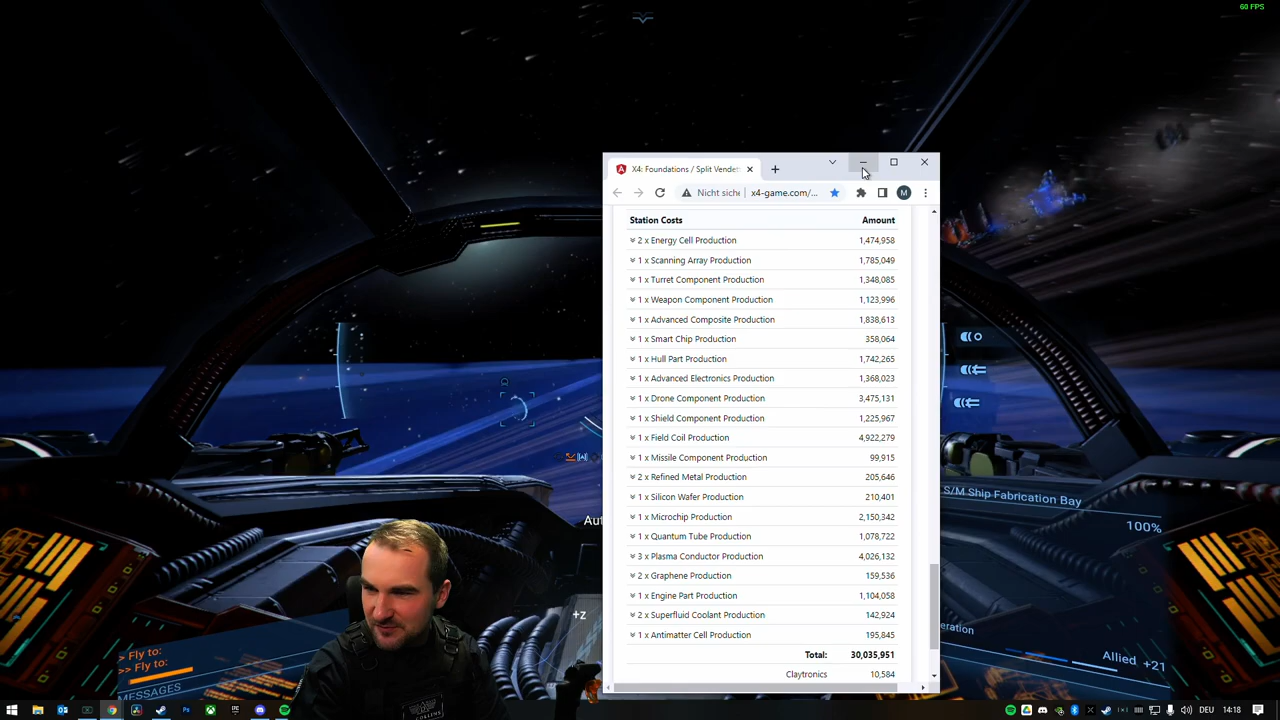 60 FPS
X4: Foundations / Split Vendet
Nicht siche
x4-game.com/...
M
Station Costs Amount
2 x Energy Cell Production 1,474,958
1 x Scanning Array Production 1,785,049
1 x Turret Component Production 1,348,085
1 x Weapon Component Production 1,123,996
1 x Advanced Composite Production 1,838,613
1 x Smart Chip Production 358,064
1 x Hull Part Production 1,742,265
1 x Advanced Electronics Production 1,368,023
1 x Drone Component Production 3,475,131
1 x Shield Component Production 1,225,967
1 x Field Coil Production 4,922,279
1 x Missile Component Production 99,915
2 x Refined Metal Production 205,646
1 x Silicon Wafer Production 210,401
1 x Microchip Production 2,150,342
1 x Quantum Tube Production 1,078,722
3 x Plasma Conductor Production 4,026,132
2 x Graphene Production 159,536
1 x Engine Part Production 1,104,058
2 x Superfluid Coolant Production 142,924
1 x Antimatter Cell Production 195,845
Total: 30,035,951
Claytronics 10,584
S/M Ship Fabrication Bay
100%
Aut
+Z
eration
Allied +21
> Fly to:
>> Fly to:
MESSAGES
DEU
14:18